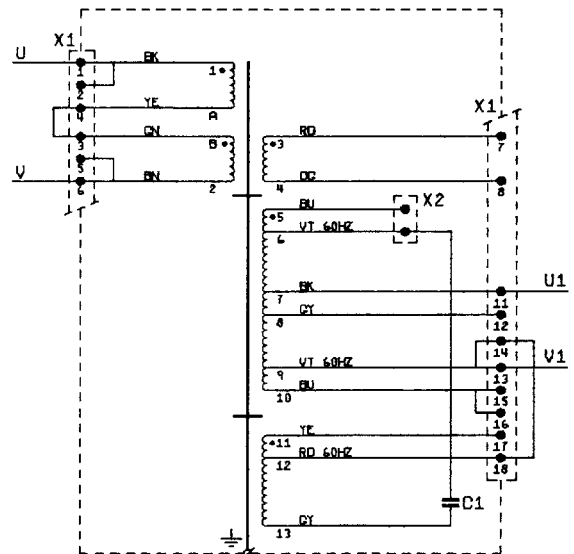 X1
U
1
BK
1
2
4
YE
A
3
GN
B
5
V
6
BN
2
X1
3
RD
7
4
OG
8
5
BU
X2
6
VT 60HZ
7
BK
11
U1
8
GY
12
14
9
VT 60HZ
13
V1
10
BU
15
16
11
YE
17
12
RD 60HZ
18
C1
13
GY